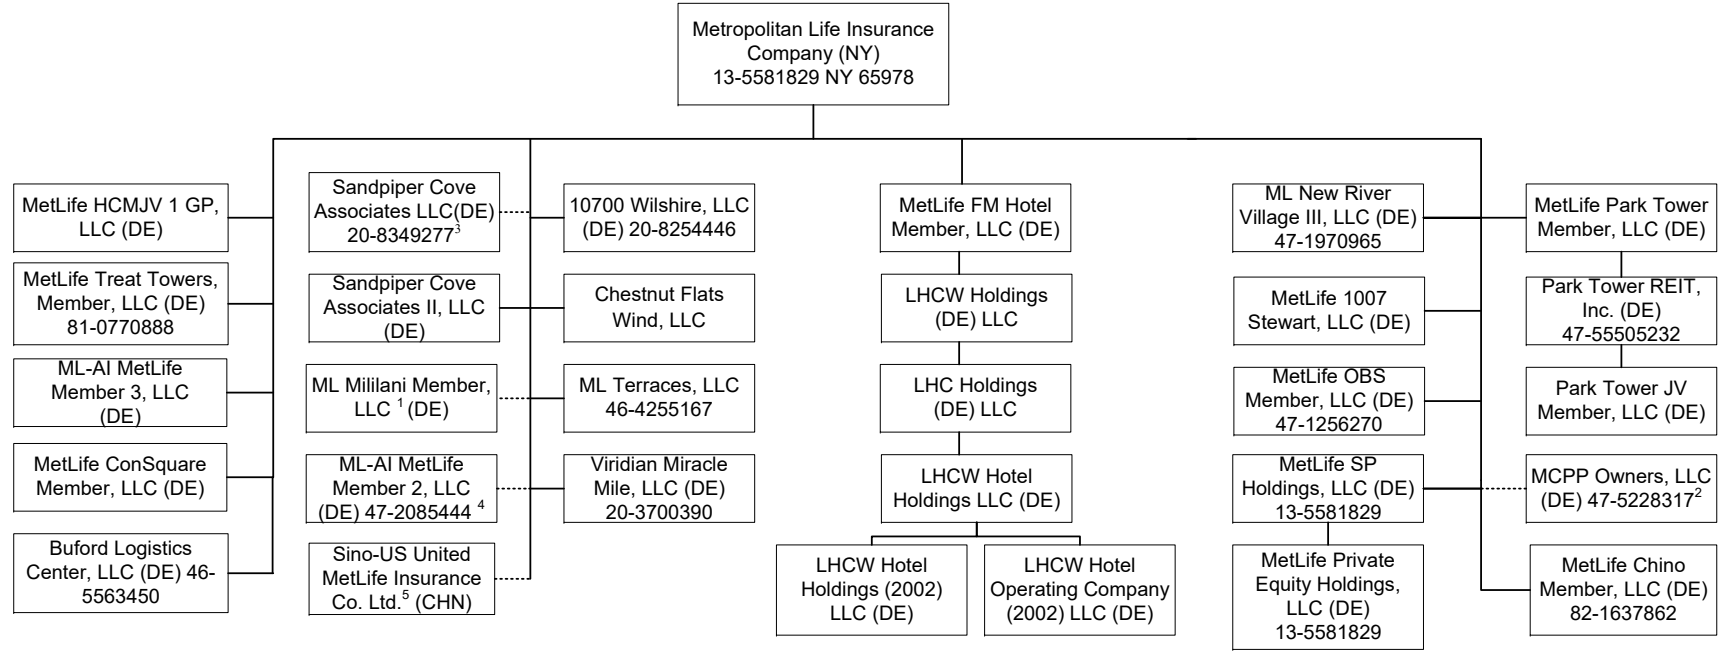 Metropolitan Life Insurance
Company (NY)
13-5581829 NY 65978
MetLife HCMJV 1 GP,
LLC (DE)
MetLife Treat Towers,
Member, LLC (DE)
81-0770888
ML-AI MetLife
Member 3, LLC
(DE)
MetLife ConSquare
Member, LLC (DE)
Buford Logistics
Center, LLC (DE) 46-
5563450
Sandpiper Cove
Associates LLC(DE)
20-8349277³
Sandpiper Cove
Associates II, LLC
(DE)
ML Mililani Member,
LLC ¹ (DE)
ML-AI MetLife
Member 2, LLC
(DE) 47-2085444 ⁴
Sino-US United
MetLife Insurance
Co. Ltd.⁵ (CHN)
10700 Wilshire, LLC
(DE) 20-8254446
Chestnut Flats
Wind, LLC
ML Terraces, LLC
46-4255167
Viridian Miracle
Mile, LLC (DE)
20-3700390
MetLife FM Hotel
Member, LLC (DE)
LHCW Holdings
(DE) LLC
LHC Holdings
(DE) LLC
LHCW Hotel
Holdings LLC (DE)
LHCW Hotel
Holdings (2002)
LLC (DE)
LHCW Hotel
Operating Company
(2002) LLC (DE)
ML New River
Village III, LLC (DE)
47-1970965
MetLife 1007
Stewart, LLC (DE)
MetLife OBS
Member, LLC (DE)
47-1256270
MetLife SP
Holdings, LLC (DE)
13-5581829
MetLife Private
Equity Holdings,
LLC (DE)
13-5581829
MetLife Park Tower
Member, LLC (DE)
Park Tower REIT,
Inc. (DE)
47-55505232
Park Tower JV
Member, LLC (DE)
MCPP Owners, LLC
(DE) 47-5228317²
MetLife Chino
Member, LLC (DE)
82-1637862